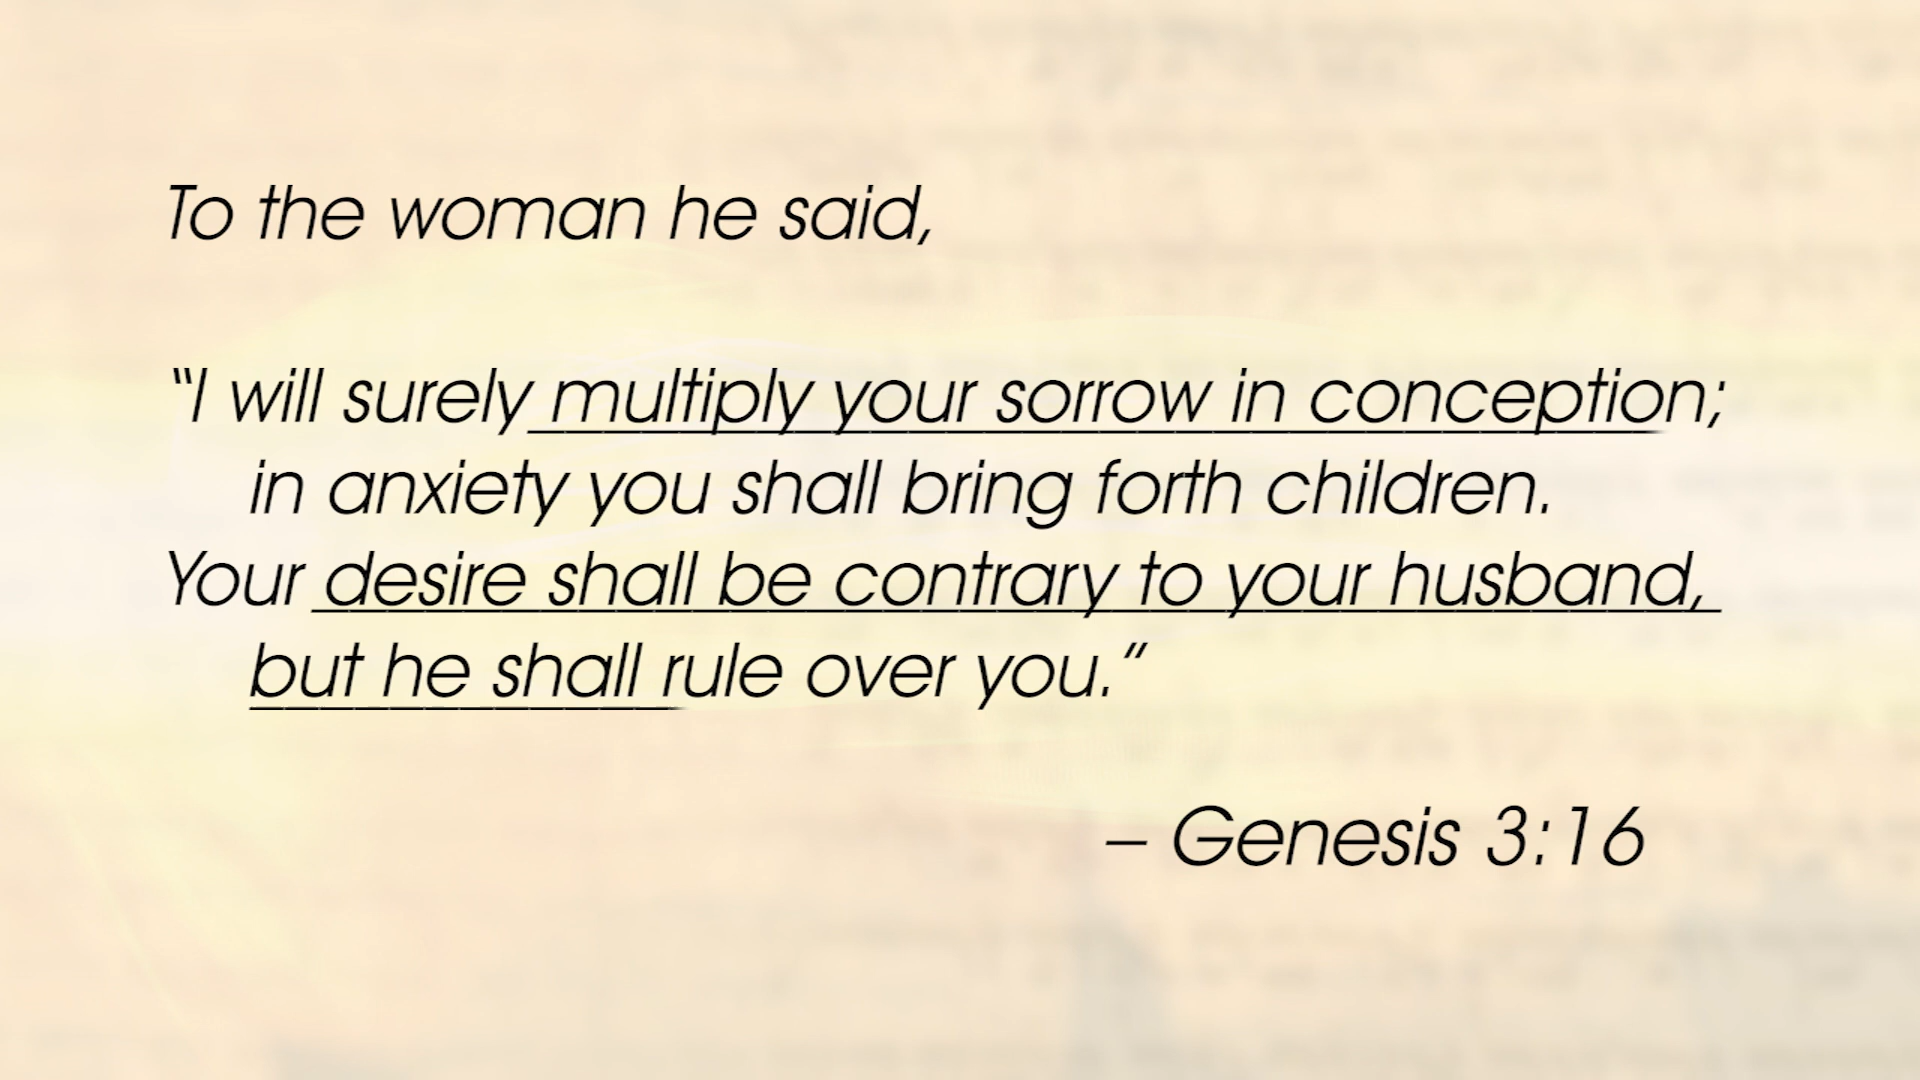 To the woman he said,
“I will surely multiply your sorrow in conception;
in anxiety you shall bring forth children.
Your desire shall be contrary to your husband,
but he shall rule over you.”
– Genesis 3:16